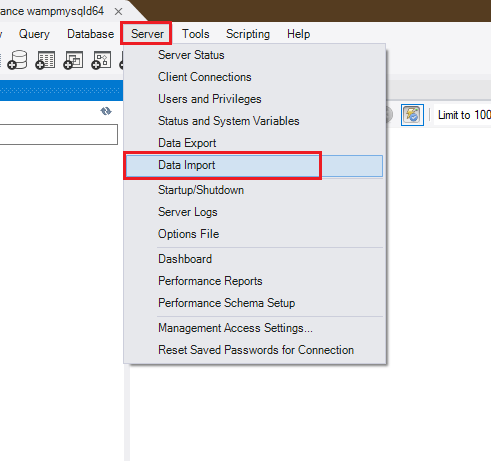 ance wampmysqld64 ×
y Query Database Server Tools Scripting Help
Server Status
Client Connections
Users and Privileges
Status and System Variables
Data Export
Limit to 100
Data Import
Startup/Shutdown
Server Logs
Options File
Dashboard
Performance Reports
Performance Schema Setup
Management Access Settings...
Reset Saved Passwords for Connection